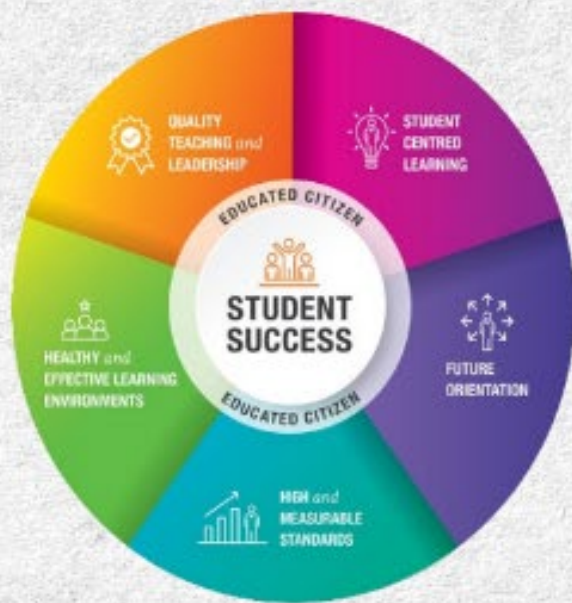 QUALITY
TEACHING and
LEADERSHIP
STUDENT
CENTRED
LEARNING
EDUCATED CITIZEN
STUDENT
SUCCESS
EDUCATED CITIZEN
HEALTHY and
EFFECTIVE LEARNING
ENVIRONMENTS
FUTURE
ORIENTATION
HIGH and
MEASURABLE
STANDARDS